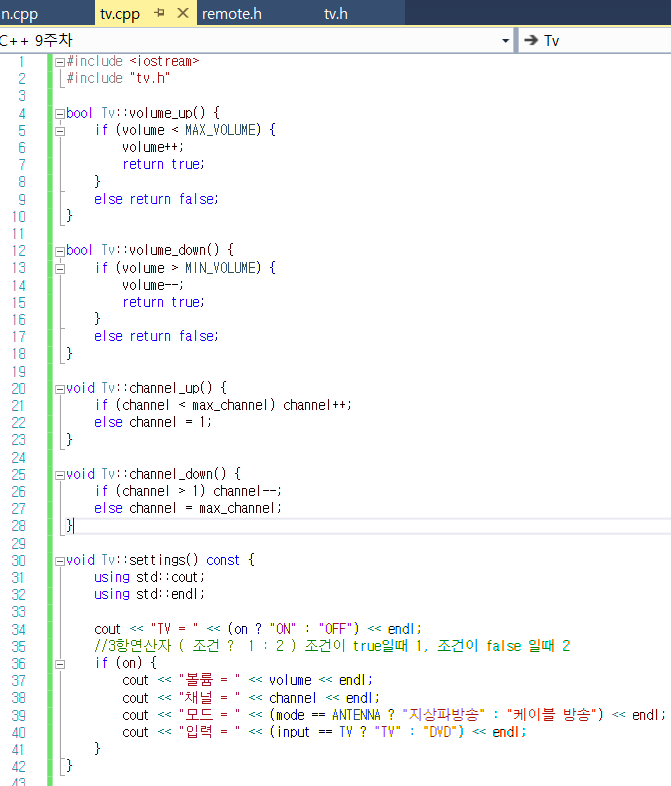 n.cpp tv.cpp remote.h tv.h
C++ 9주차 Tv
1 #include <iostream>
2 #include "tv.h"
3
4 bool Tv::volume_up() {
5 if (volume < MAX_VOLUME) {
6 volume++;
7 return true;
8 }
9 else return false;
10 }
11
12 bool Tv::volume_down() {
13 if (volume > MIN_VOLUME) {
14 volume--;
15 return true;
16 }
17 else return false;
18 }
19
20 void Tv::channel_up() {
21 if (channel < max_channel) channel++;
22 else channel = 1;
23 }
24
25 void Tv::channel_down() {
26 if (channel > 1) channel--;
27 else channel = max_channel;
28 }
29
30 void Tv::settings() const {
31 using std::cout;
32 using std::endl;
33
34 cout << "TV = " << (on ? "ON" : "OFF") << endl;
35 //3항연산자 ( 조건 ? 1 : 2 ) 조건이 true일때 1, 조건이 false 일때 2
36 if (on) {
37 cout << "볼륨 = " << volume << endl;
38 cout << "채널 = " << channel << endl;
39 cout << "모드 = " << (mode == ANTENNA ? "지상파방송" : "케이블 방송") << endl;
40 cout << "입력 = " << (input == TV ? "TV" : "DVD") << endl;
41 }
42 }
43